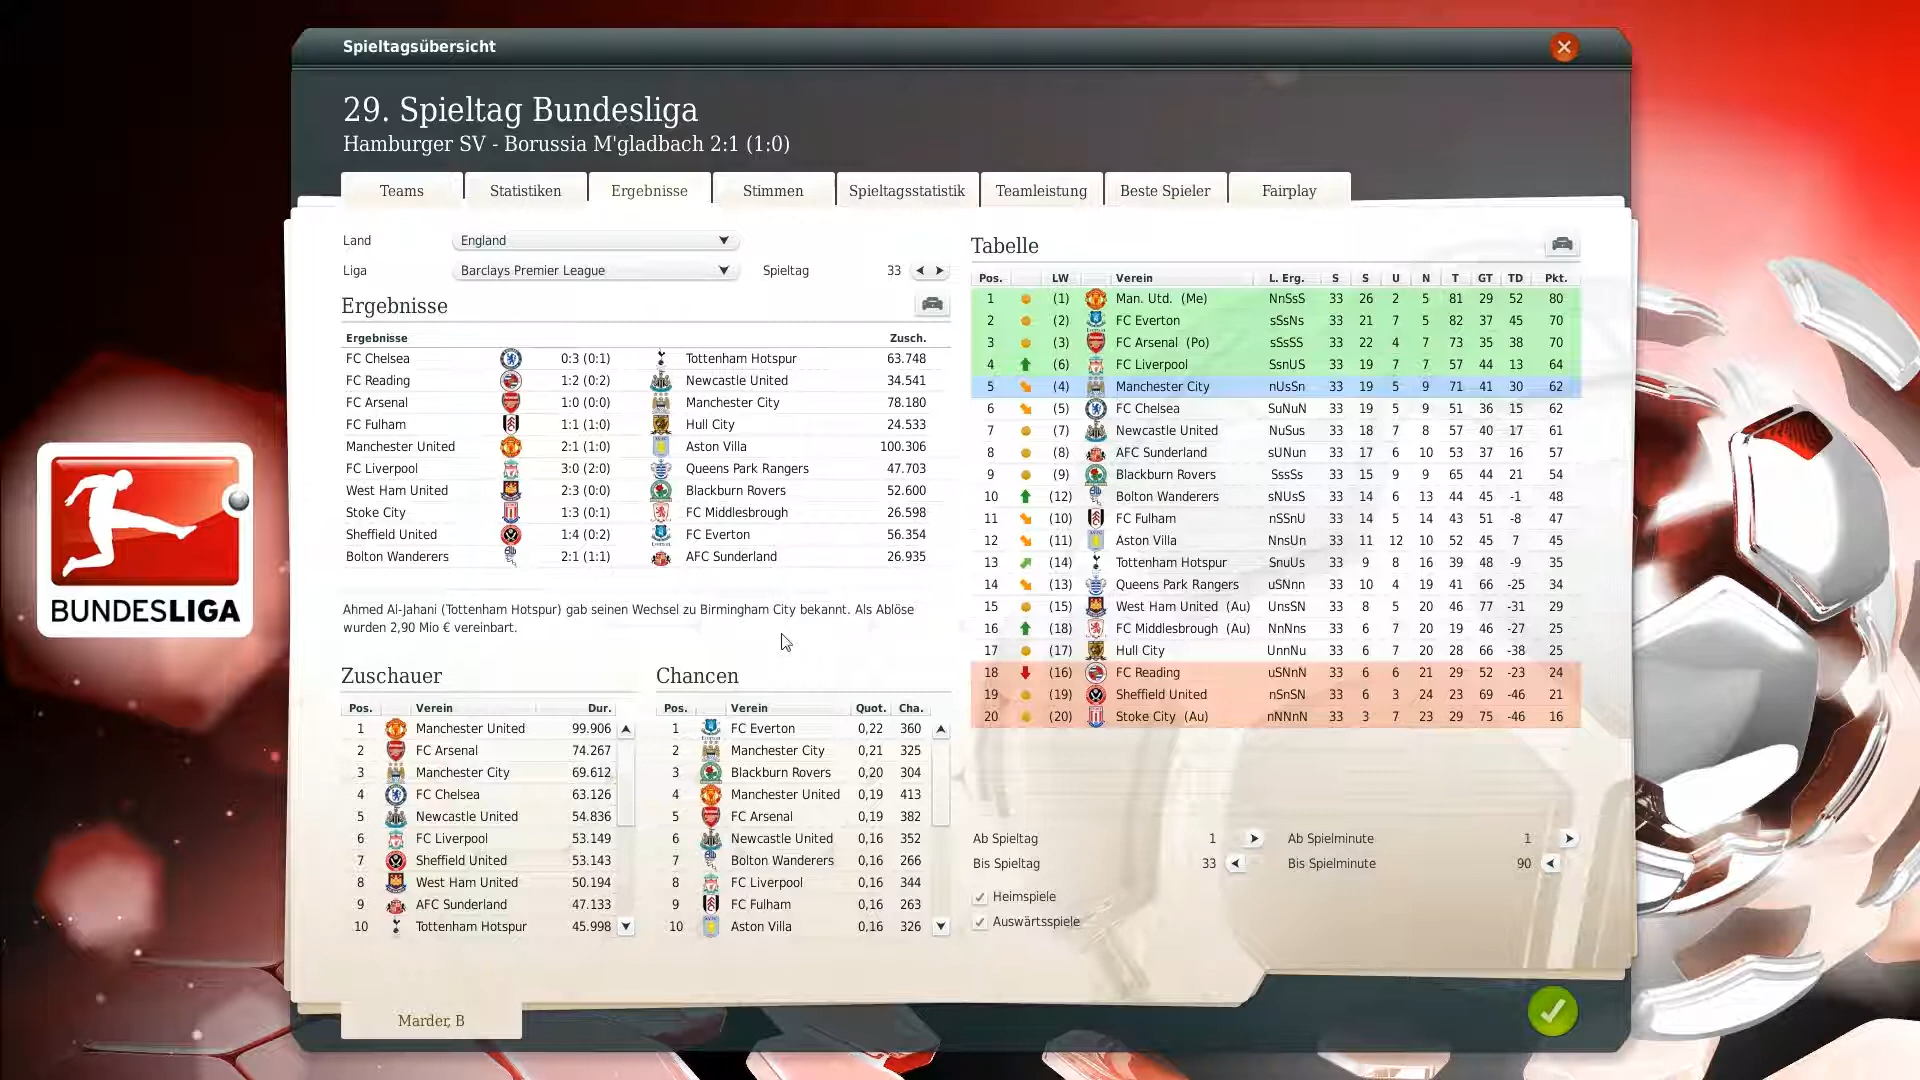 Spieltagsübersicht
29. Spieltag Bundesliga
Hamburger SV - Borussia M'gladbach 2:1 (1:0)
Teams Statistiken Ergebnisse Stimmen Spieltagsstatistik Teamleistung Beste Spieler Fairplay
Land England
Liga Barclays Premier League Spieltag 33
Ergebnisse
Ergebnisse Zusch.
FC Chelsea 0:3 (0:1) Tottenham Hotspur 63.748
FC Reading 1:2 (0:2) Newcastle United 34.541
FC Arsenal 1:0 (0:0) Manchester City 78.180
FC Fulham 1:1 (1:0) Hull City 24.533
Manchester United 2:1 (1:0) Aston Villa 100.306
FC Liverpool 3:0 (2:0) Queens Park Rangers 47.703
West Ham United 2:3 (0:0) Blackburn Rovers 52.600
Stoke City 1:3 (0:1) FC Middlesbrough 26.598
Sheffield United 1:4 (0:2) FC Everton 56.354
Bolton Wanderers 2:1 (1:1) AFC Sunderland 26.935
Ahmed Al-Jahani (Tottenham Hotspur) gab seinen Wechsel zu Birmingham City bekannt. Als Ablöse
wurden 2,90 Mio € vereinbart.
Zuschauer
Pos. Verein Dur.
1 Manchester United 99.906
2 FC Arsenal 74.267
3 Manchester City 69.612
4 FC Chelsea 63.126
5 Newcastle United 54.836
6 FC Liverpool 53.149
7 Sheffield United 53.143
8 West Ham United 50.194
9 AFC Sunderland 47.133
10 Tottenham Hotspur 45.998
Chancen
Pos. Verein Quot. Cha.
1 FC Everton 0,22 360
2 Manchester City 0,21 325
3 Blackburn Rovers 0,20 304
4 Manchester United 0,19 413
5 FC Arsenal 0,19 382
6 Newcastle United 0,16 352
7 Bolton Wanderers 0,16 266
8 FC Liverpool 0,16 344
9 FC Fulham 0,16 263
10 Aston Villa 0,16 326
Tabelle
Pos. LW Verein L. Erg. S S U N T GT TD Pkt.
1 (1) Man. Utd. (Me) NnSsS 33 26 2 5 81 29 52 80
2 (2) FC Everton sSsNs 33 21 7 5 82 37 45 70
3 (3) FC Arsenal (Po) sSsSS 33 22 4 7 73 35 38 70
4 (6) FC Liverpool SsnUS 33 19 7 7 57 44 13 64
5 (4) Manchester City nUsSn 33 19 5 9 71 41 30 62
6 (5) FC Chelsea SuNuN 33 19 5 9 51 36 15 62
7 (7) Newcastle United NuSus 33 18 7 8 57 40 17 61
8 (8) AFC Sunderland sUNun 33 17 6 10 53 37 16 57
9 (9) Blackburn Rovers SssSs 33 15 9 9 65 44 21 54
10 (12) Bolton Wanderers sNUsS 33 14 6 13 44 45 -1 48
11 (10) FC Fulham nSSnU 33 14 5 14 43 51 -8 47
12 (11) Aston Villa NnsUn 33 11 12 10 52 45 7 45
13 (14) Tottenham Hotspur SnuUs 33 9 8 16 39 48 -9 35
14 (13) Queens Park Rangers uSNnn 33 10 4 19 41 66 -25 34
15 (15) West Ham United (Au) UnsSN 33 8 5 20 46 77 -31 29
16 (18) FC Middlesbrough (Au) NnNns 33 6 7 20 19 46 -27 25
17 (17) Hull City UnnNu 33 6 7 20 28 66 -38 25
18 (16) FC Reading uSNnN 33 6 6 21 29 52 -23 24
19 (19) Sheffield United nSnSN 33 6 3 24 23 69 -46 21
20 (20) Stoke City (Au) nNNnN 33 3 7 23 29 75 -46 16
Ab Spieltag 1 Ab Spielminute 1
Bis Spieltag 33 Bis Spielminute 90
Heimspiele
Auswärtsspiele
Marder, B
BUNDESLIGA